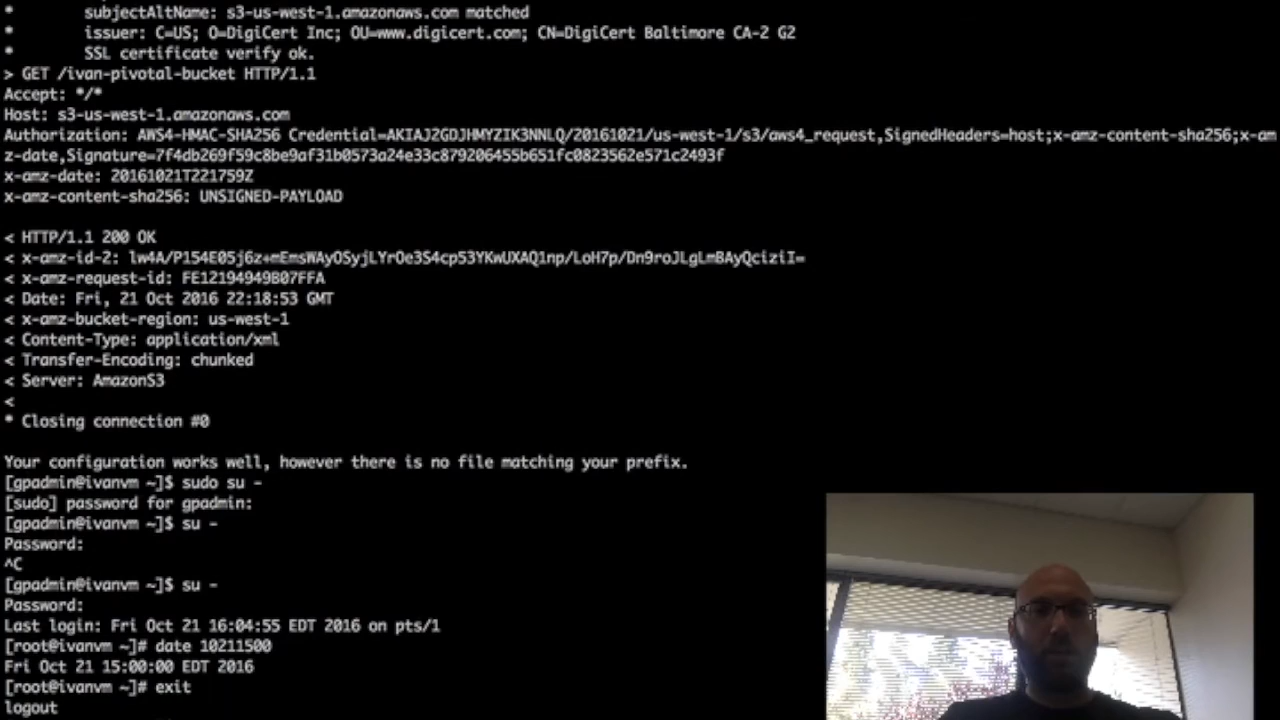 *       subjectAltName: s3-us-west-1.amazonaws.com matched
*       issuer: C=US; O=DigiCert Inc; OU=www.digicert.com; CN=DigiCert Baltimore CA-2 G2
*       SSL certificate verify ok.
> GET /ivan-pivotal-bucket HTTP/1.1
Accept: */*
Host: s3-us-west-1.amazonaws.com
Authorization: AWS4-HMAC-SHA256 Credential=AKIAJ2GDJHMYZIK3NNLQ/20161021/us-west-1/s3/aws4_request,SignedHeaders=host;x-amz-content-sha256;x-am
z-date,Signature=7f4db269f59c8be9af31b0573a24e33c879206455b651fc0823562e571c2493f
x-amz-date: 20161021T221759Z
x-amz-content-sha256: UNSIGNED-PAYLOAD
< HTTP/1.1 200 OK
< x-amz-id-2: lw4A/P154E05j6z+mEmsWAyOSyjLYrOe3S4cp53YKwUXAQ1np/LoH7p/Dn9roJLgLmBAyQciziI=
< x-amz-request-id: FE12194949B07FFA
< Date: Fri, 21 Oct 2016 22:18:53 GMT
< x-amz-bucket-region: us-west-1
< Content-Type: application/xml
< Transfer-Encoding: chunked
< Server: AmazonS3
<
* Closing connection #0
Your configuration works well, however there is no file matching your prefix.
[gpadmin@ivanvm ~]$ sudo su -
[sudo] password for gpadmin:
[gpadmin@ivanvm ~]$ su -
Password:
^C
[gpadmin@ivanvm ~]$ su -
Password:
Last login: Fri Oct 21 16:04:55 EDT 2016 on pts/1
[root@ivanvm ~]# date 10211500
Fri Oct 21 15:00:00 EDT 2016
[root@ivanvm ~]# exit
logout